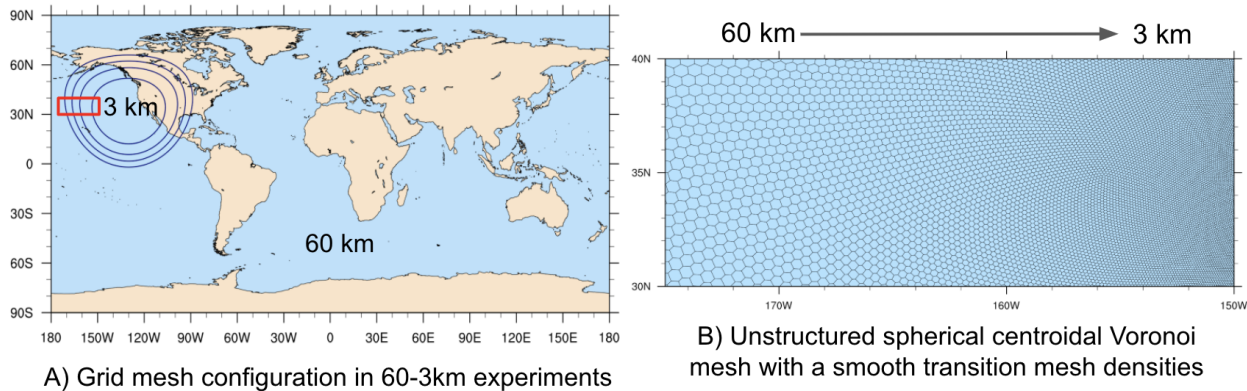 90N
60N
30N
0
30S
60S
90S
180 150W 120W 90W 60W 30W 0 30E 60E 90E 120E 150E 180
3 km
60 km
A) Grid mesh configuration in 60-3km experiments
60 km 3 km
40N
35N
30N
170W 160W 150W
B) Unstructured spherical centroidal Voronoi
mesh with a smooth transition mesh densities